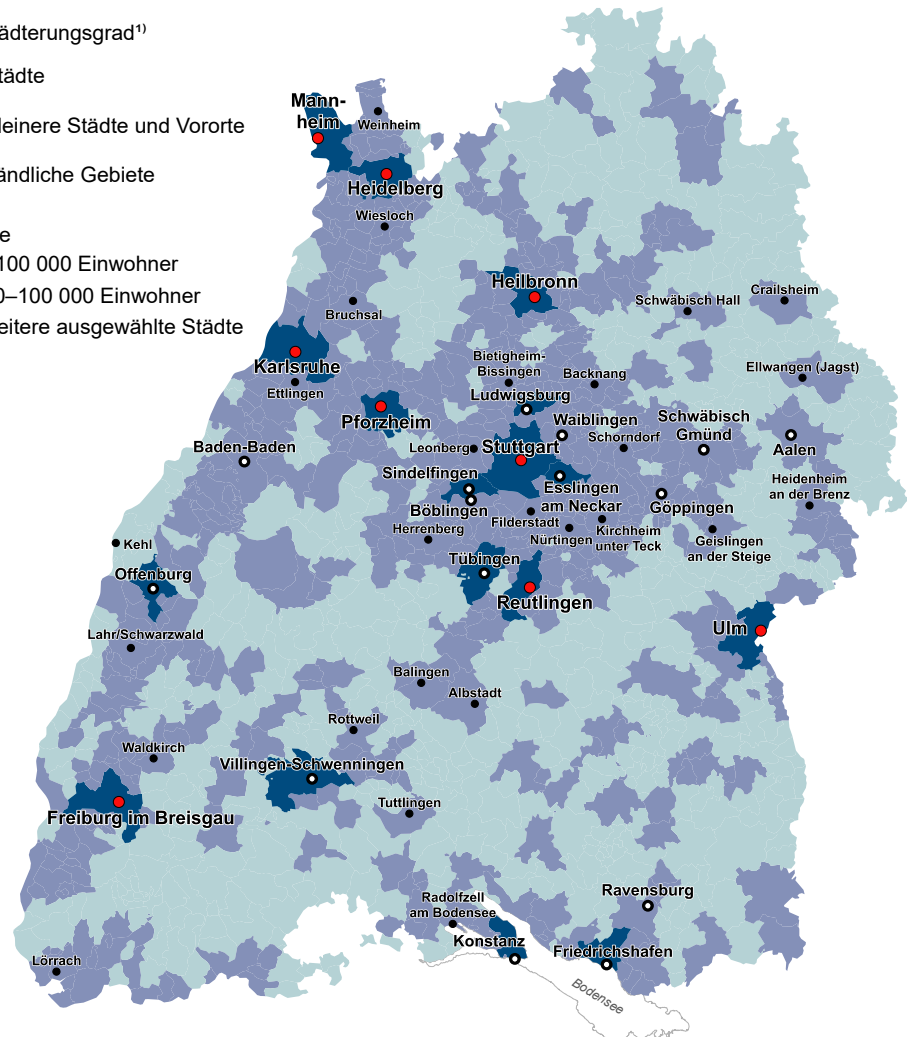 ädterungsgrad¹⁾
tädte
leinere Städte und Vororte
ändliche Gebiete
e
100 000 Einwohner
0–100 000 Einwohner
eitere ausgewählte Städte
Mann-
heim
Weinheim
Heidelberg
Wiesloch
Heilbronn
Crailsheim
Schwäbisch Hall
Bruchsal
Karlsruhe
Ettlingen
Bietigheim-
Bissingen
Backnang
Ludwigsburg
Ellwangen (Jagst)
Pforzheim
Waiblingen
Schorndorf
Schwäbisch
Gmünd
Aalen
Leonberg
Stuttgart
Baden-Baden
Sindelfingen
Böblingen
Esslingen
am Neckar
Göppingen
Heidenheim
an der Brenz
Filderstadt
Herrenberg
Nürtingen
Kirchheim
unter Teck
Geislingen
an der Steige
Kehl
Offenburg
Tübingen
Reutlingen
Ulm
Lahr/Schwarzwald
Balingen
Albstadt
Rottweil
Waldkirch
Villingen-Schwenningen
Tuttlingen
Freiburg im Breisgau
Ravensburg
Radolfzell
am Bodensee
Konstanz
Friedrichshafen
Lörrach
Bodensee